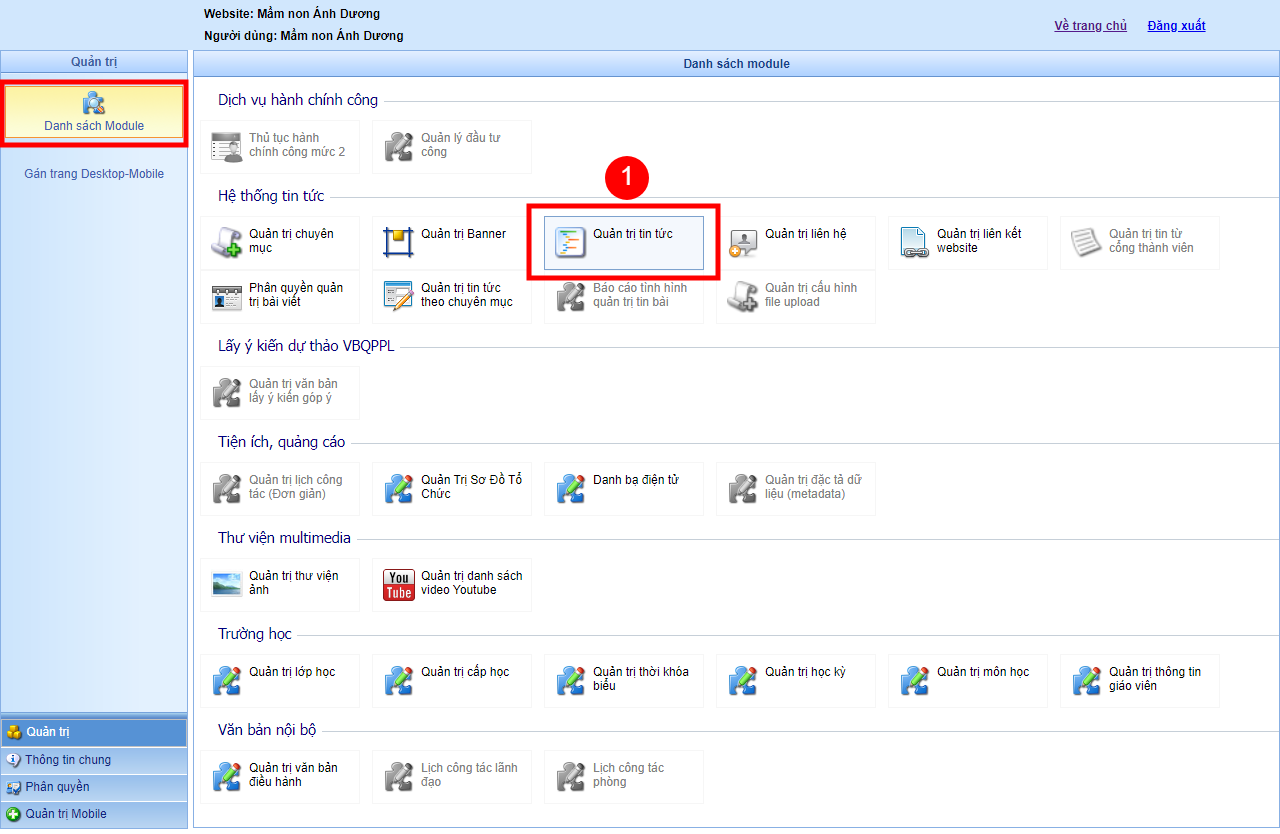 Website: Mầm non Ánh Dương
Người dùng: Mầm non Ánh Dương
Về trang chủ
Đăng xuất
Quản trị
Danh sách Module
Gán trang Desktop-Mobile
Quản trị
Thông tin chung
Phân quyền
Quản trị Mobile
Danh sách module
Dịch vụ hành chính công
Thủ tục hành
chính công mức 2
Quản lý đầu tư
công
1
Hệ thống tin tức
Quản trị chuyên
mục
Quản trị Banner
Quản trị tin tức
Quản trị liên hệ
Quản trị liên kết
website
Quản trị tin từ
cổng thành viên
Phân quyền quản
trị bài viết
Quản trị tin tức
theo chuyên mục
Báo cáo tình hình
quản trị tin bài
Quản trị cấu hình
file upload
Lấy ý kiến dự thảo VBQPPL
Quản trị văn bản
lấy ý kiến góp ý
Tiện ích, quảng cáo
Quản trị lịch công
tác (Đơn giản)
Quản Trị Sơ Đồ Tổ
Chức
Danh bạ điện tử
Quản trị đặc tả dữ
liệu (metadata)
Thư viện multimedia
Quản trị thư viện
ảnh
You
Tube
Quản trị danh sách
video Youtube
Trường học
Quản trị lớp học
Quản trị cấp học
Quản trị thời khóa
biểu
Quản trị học kỳ
Quản trị môn học
Quản trị thông tin
giáo viên
Văn bản nội bộ
Quản trị văn bản
điều hành
Lịch công tác lãnh
đạo
Lịch công tác
phòng